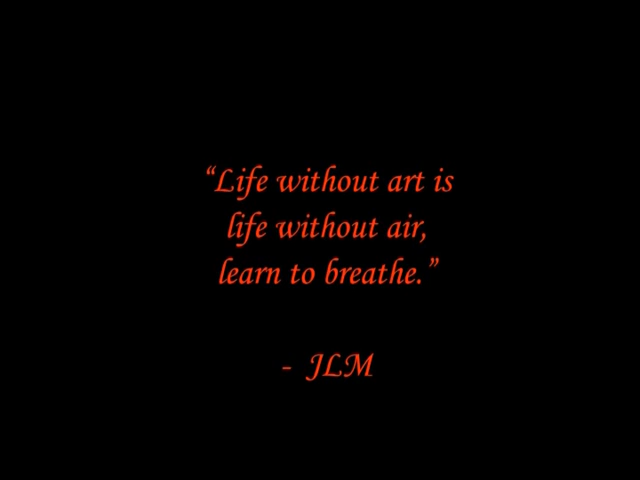 “Life without art is
life without air,
learn to breathe.”
- JLM